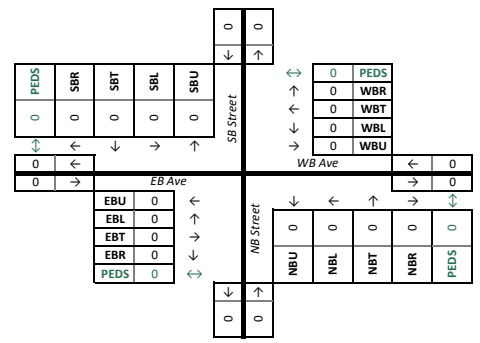 0 0
↓ ↑
PEDS SBR SBT SBL SBU
0 0 0 0 0
↕ ← ↓ → ↑
SB Street
↔ 0 PEDS
↑ 0 WBR
← 0 WBT
↓ 0 WBL
→ 0 WBU
0 ←
WB Ave
← 0
0 →
EB Ave
→ 0
EBU 0 ←
EBL 0 ↑
EBT 0 →
EBR 0 ↓
PEDS 0 ↔
NB Street
↓ ← ↑ → ↕
0 0 0 0 0
NBU NBL NBT NBR PEDS
↓ ↑
0 0